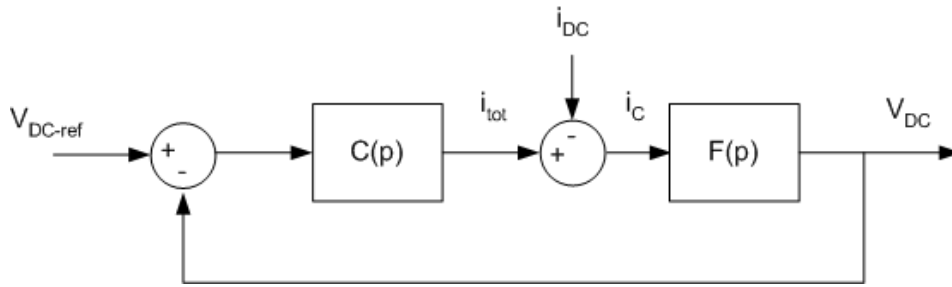 i_DC
V_DC-ref
+
-
C(p)
i_tot
-
+
i_C
F(p)
V_DC